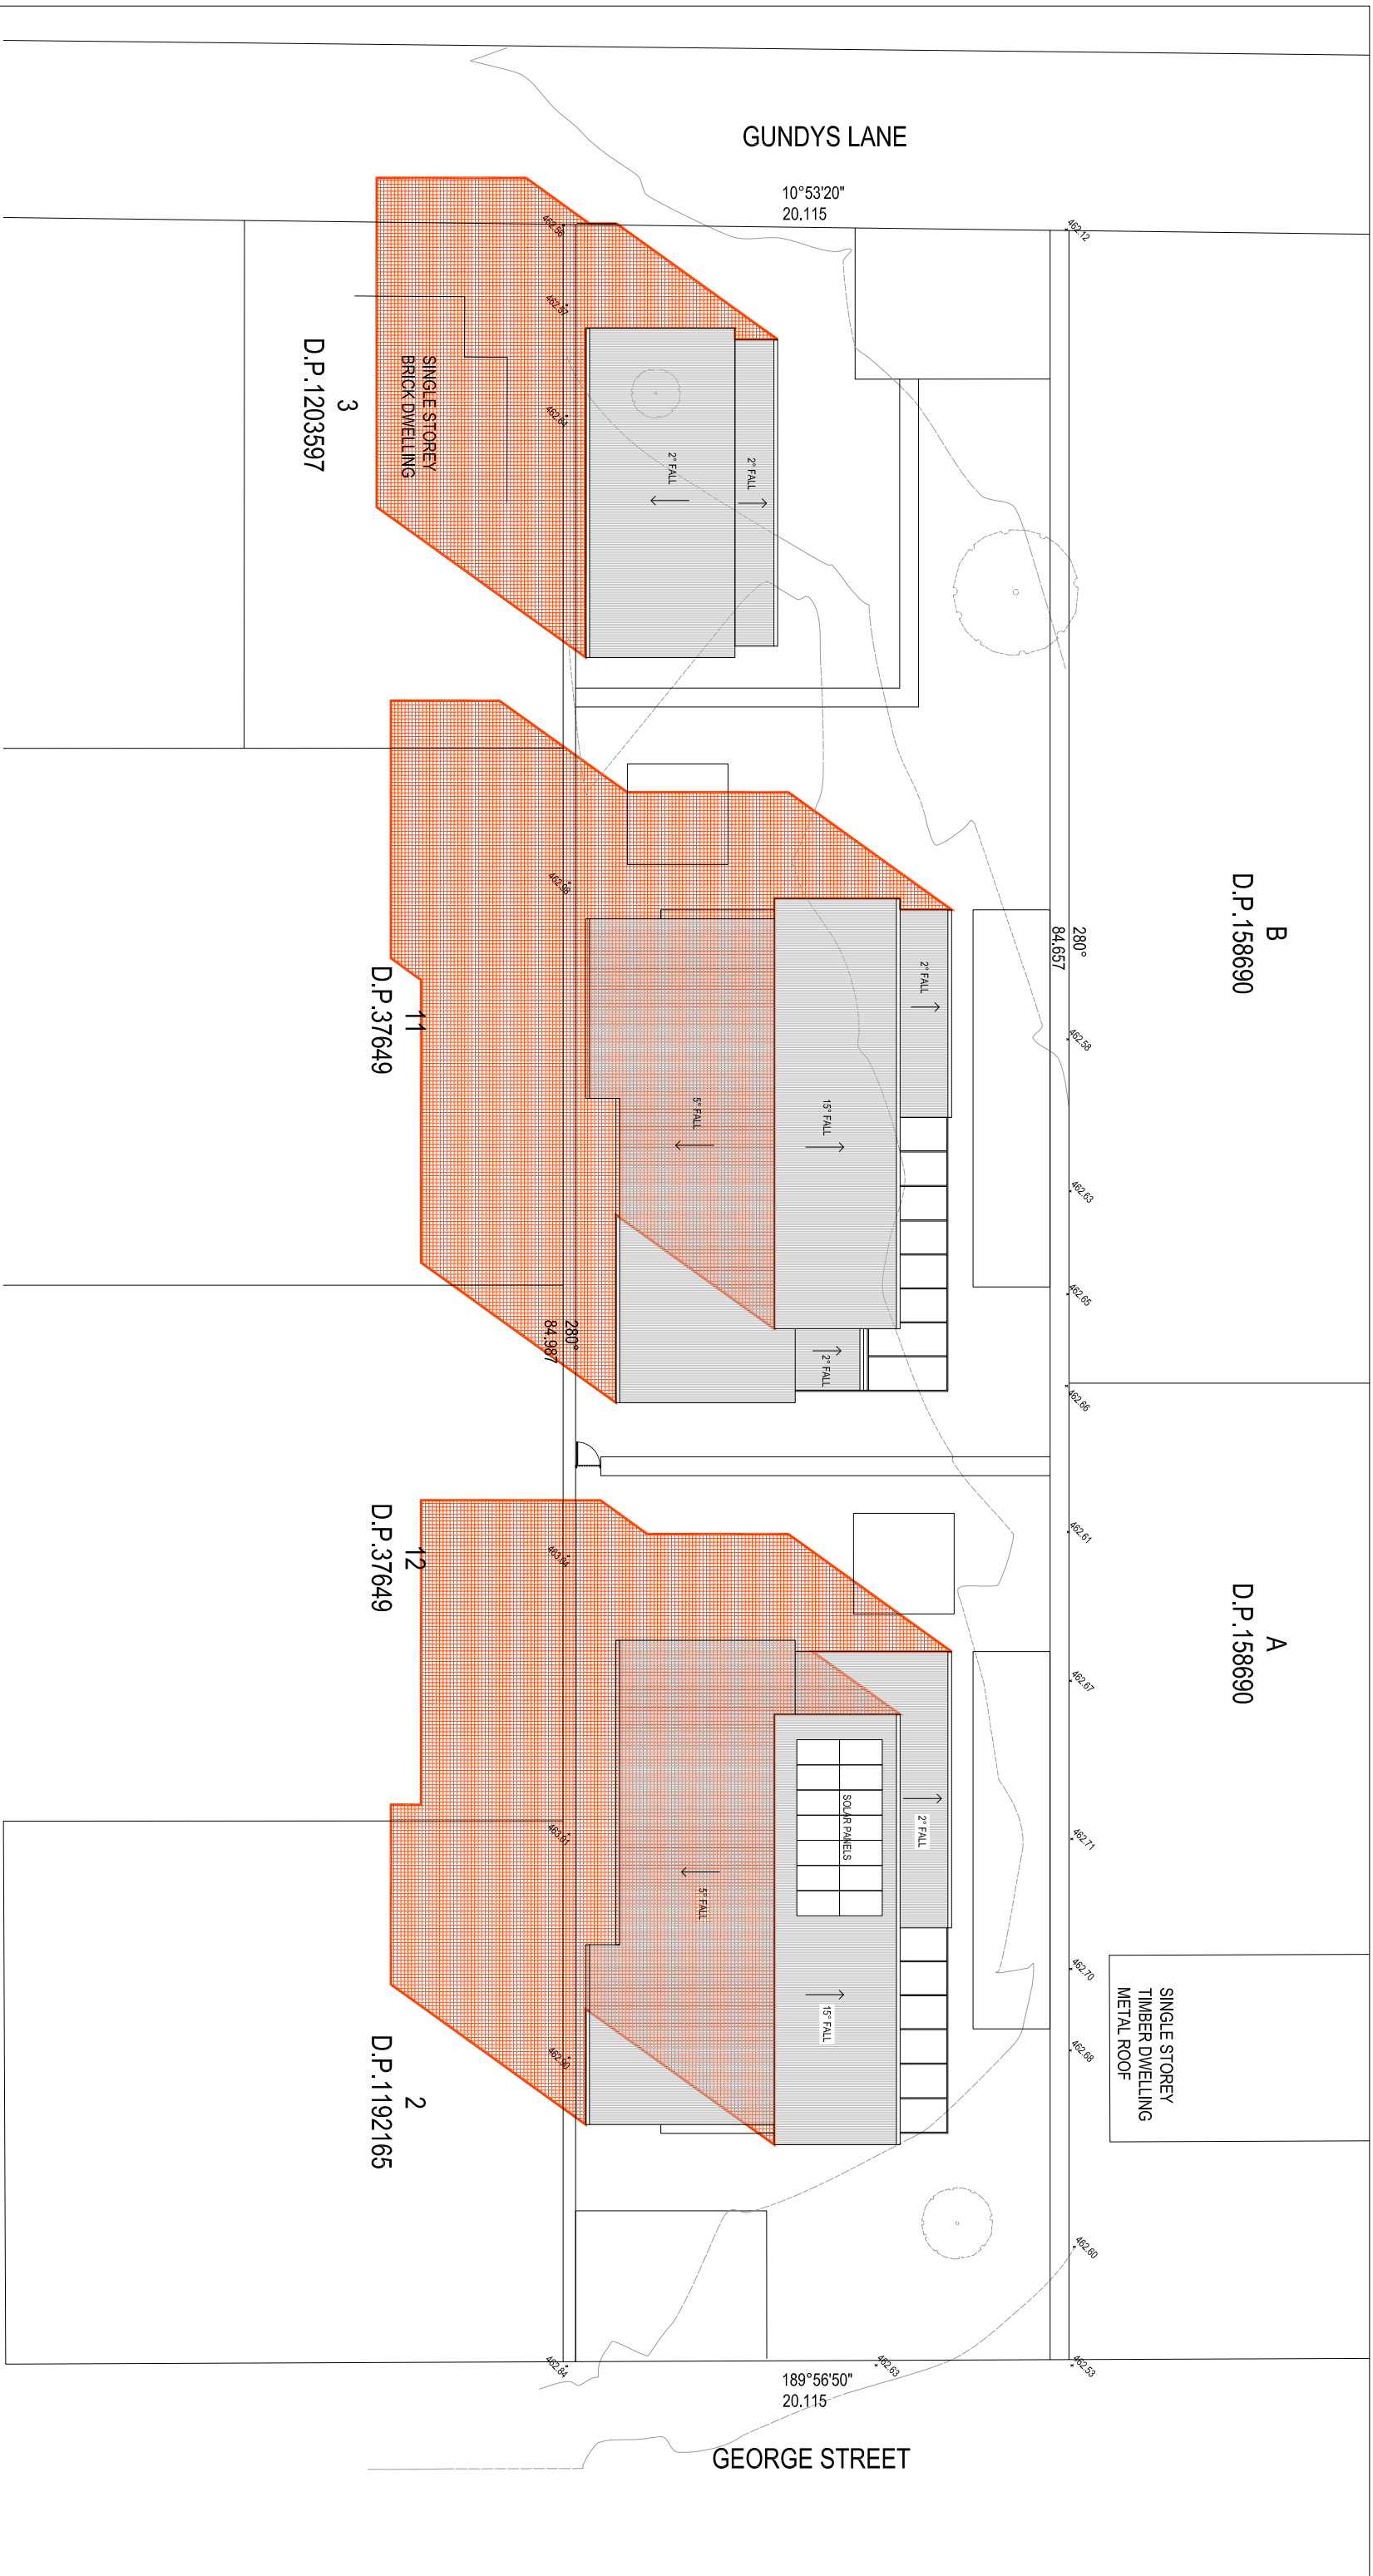 GUNDYS LANE
10°53'20"
20.115
462.56
462.12
462.57
462.64
SINGLE STOREY
BRICK DWELLING
3
D.P.1203597
2° FALL
2° FALL
B
D.P.158690
280°
84.657
462.98
2° FALL
462.58
11
D.P.37649
15° FALL
5° FALL
462.63
462.65
280°
84.987
2° FALL
462.66
462.61
12
D.P.37649
463.04
A
D.P.158690
462.67
SOLAR PANELS
2° FALL
462.71
463.01
5° FALL
462.70
15° FALL
SINGLE STOREY
TIMBER DWELLING
METAL ROOF
462.68
462.90
2
D.P.1192165
462.60
462.84
462.63
462.53
189°56'50"
20.115
GEORGE STREET